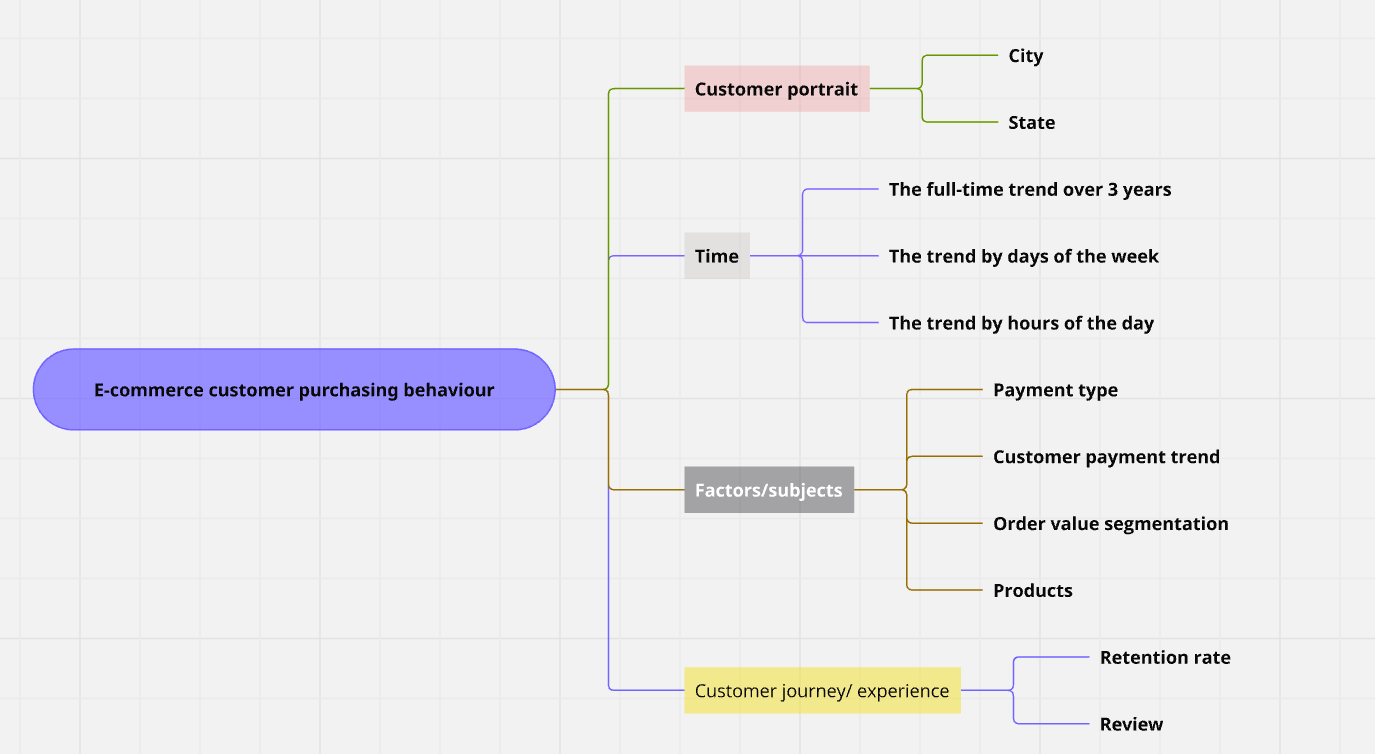 City
Customer portrait
State
The full-time trend over 3 years
Time
The trend by days of the week
The trend by hours of the day
E-commerce customer purchasing behaviour
Payment type
Customer payment trend
Factors/subjects
Order value segmentation
Products
Retention rate
Customer journey/ experience
Review